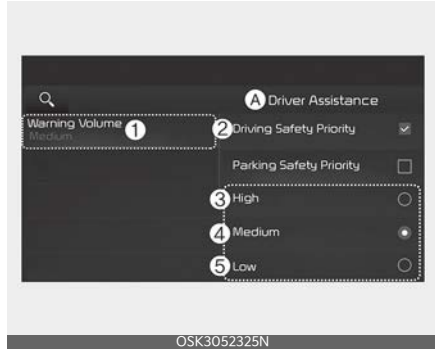 A Driver Assistance
Warning Volume 1
Medium
2 Driving Safety Priority
Parking Safety Priority
3 High
4 Medium
5 Low
OSK3052325N